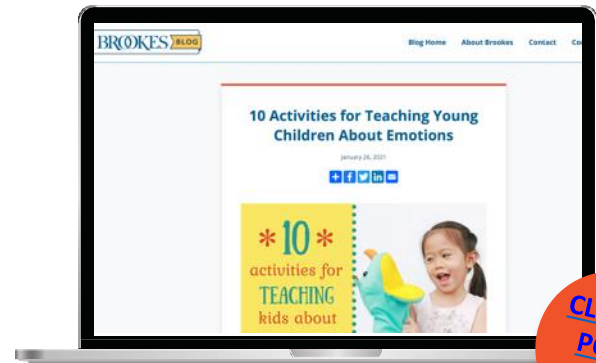 BROOKES BLOG
Blog Home About Brookes Contact
10 Activities for Teaching Young
Children About Emotions
January 26, 2021
* 10 *
activities for
TEACHING
kids about